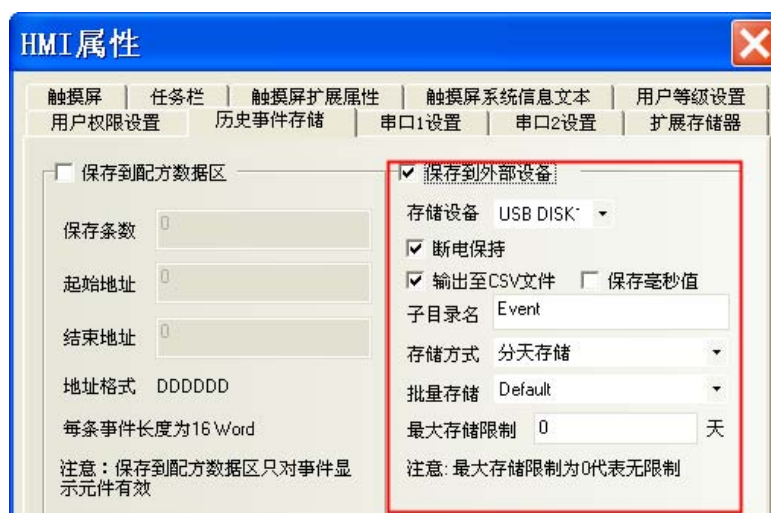 HMI属性
触摸屏 任务栏 触摸屏扩展属性 触摸屏系统信息文本 用户等级设置
用户权限设置 历史事件存储 串口1设置 串口2设置 扩展存储器
保存到配方数据区
保存条数 0
起始地址 0
结束地址 0
地址格式 DDDDDD
每条事件长度为16 Word
注意：保存到配方数据区只对事件显
示元件有效
保存到外部设备
存储设备 USB DISK
断电保持
输出至CSV文件 保存毫秒值
子目录名 Event
存储方式 分天存储
批量存储 Default
最大存储限制 0 天
注意: 最大存储限制为0代表无限制